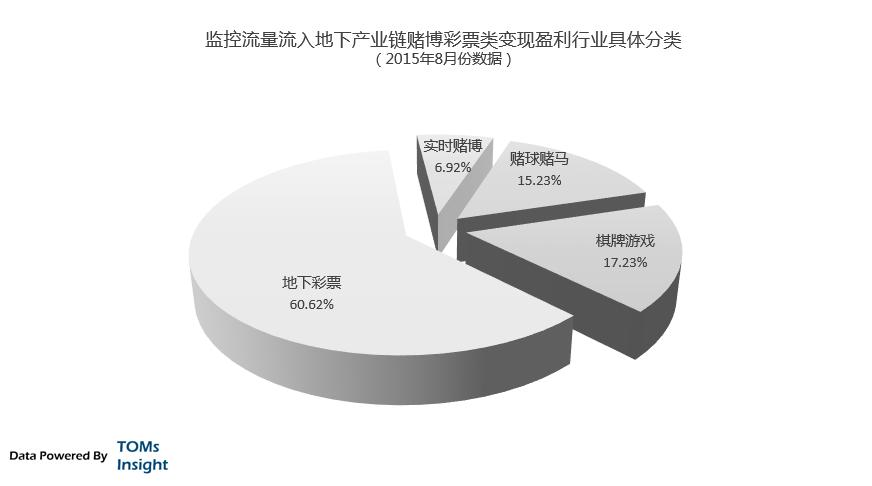 监控流量流入地下产业链赌博彩票类变现盈利行业具体分类
（2015年8月份数据）
实时赌博
6.92%
赌球赌马
15.23%
棋牌游戏
17.23%
地下彩票
60.62%
Data Powered By
TOMs
Insight